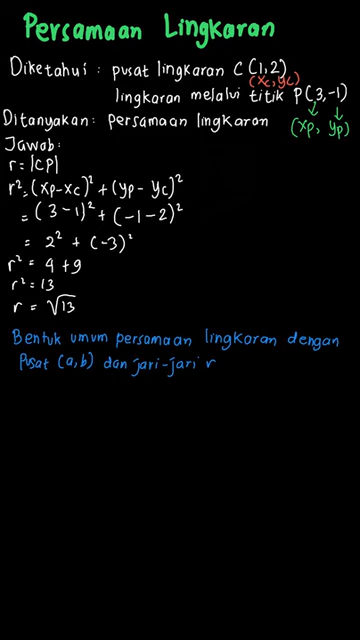 Persamaan Lingkaran
Diketahui : pusat lingkaran C (1,2)
(xc, yc)
lingkaran melalui titik P(3,-1)
Ditanyakan : persamaan lingkaran (xp, yp)
Jawab:
r = |CP|
r² = (xp - xc)² + (yp - yc)²
= (3 - 1)² + (-1 - 2)²
= 2² + (-3)²
r² = 4 + 9
r² = 13
r = √13
Bentuk umum persamaan lingkaran dengan
pusat (a,b) dan jari-jari r